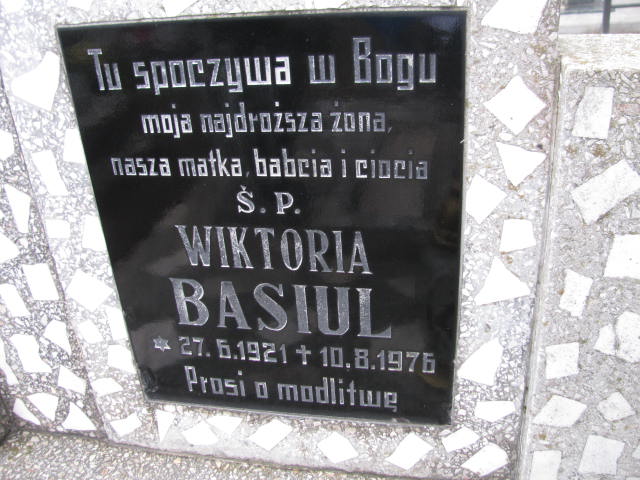 Tu spoczywa w Bogu
moja najdroższa żona,
nasza matka, babcia i ciocia
Ś. P.
WIKTORIA
BASIUL
* 27. 6.1921 + 10. 8.1976
Prosi o modlitwę